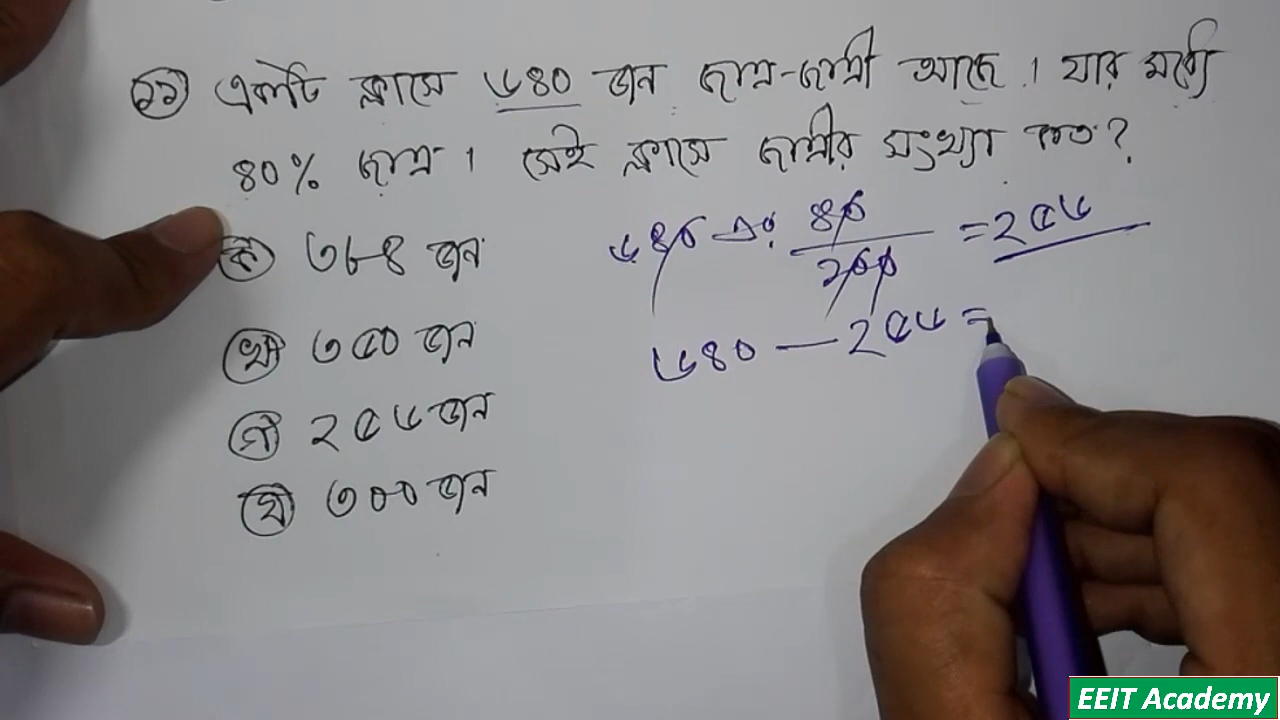 ১১ একটি ক্লাসে ৬৪০ জন ছাত্র-ছাত্রী আছে । যার মধ্যে
৪০% ছাত্র । সেই ক্লাসে ছাত্রীর সংখ্যা কত?
ক ৩৮৪ জন
খ ৩৫০ জন
গ ২৫৬ জন
ঘ ৩০০ জন
৬৪০ এর ৪০/১০০ = ২৫৬
৬৪০ — ২৫৬ =
EEIT Academy